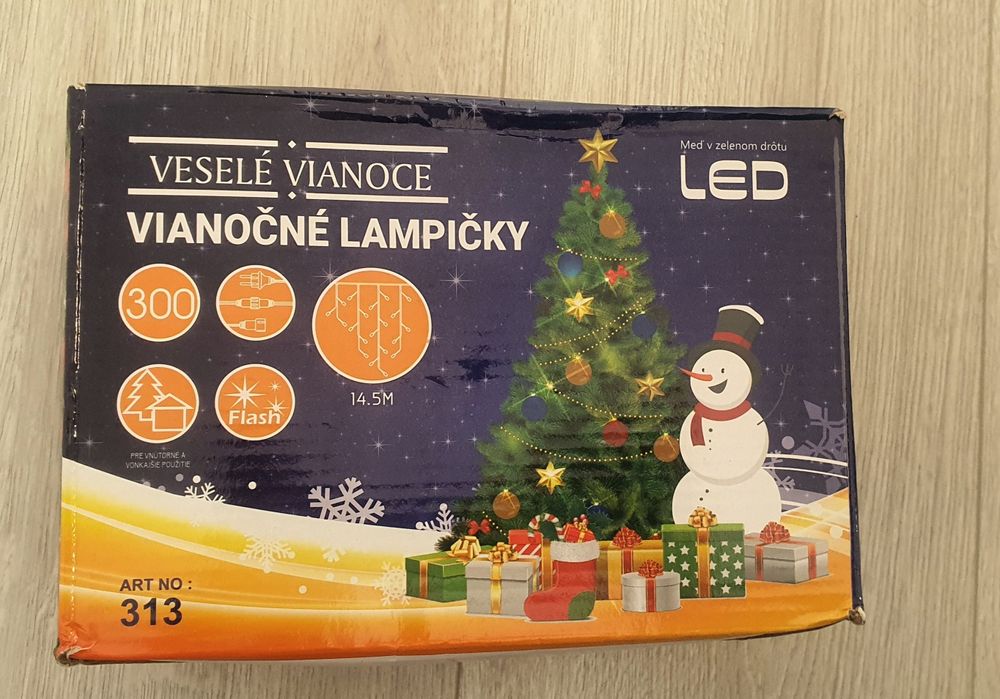 Meď v zelenom drôtu
LED
VESELÉ VIANOCE
VIANOČNÉ LAMPIČKY
300
14.5M
Flash
PRE VNÚTORNÉ A
VONKAJŠIE POUŽITIE
ART NO :
313